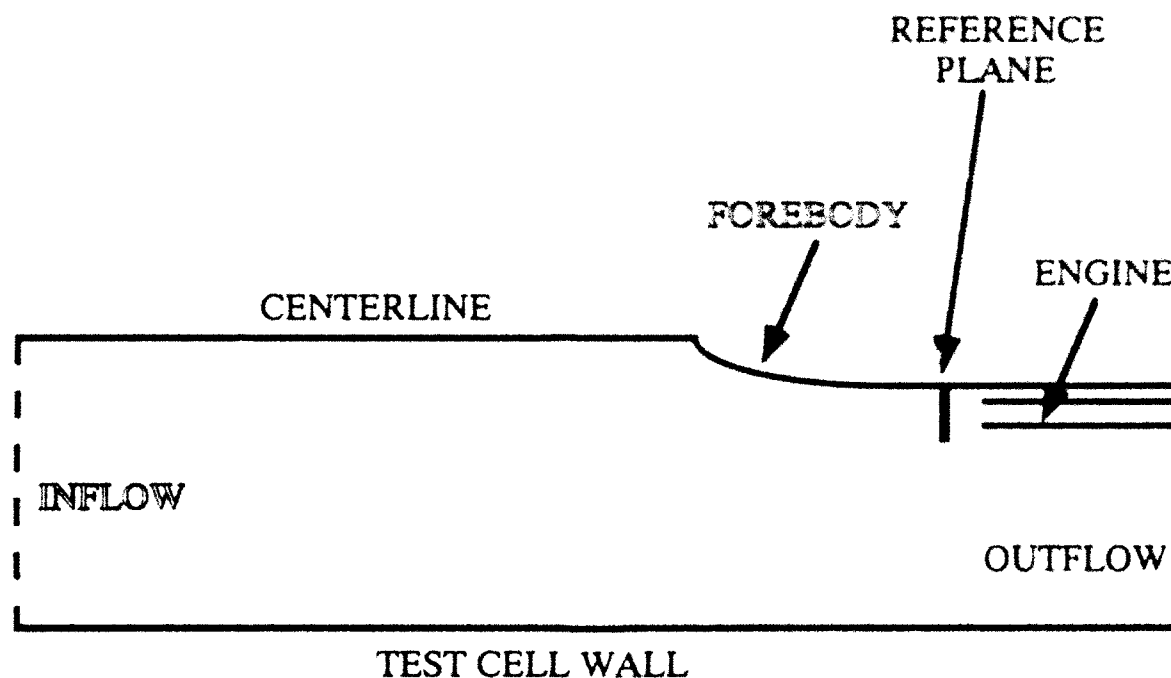 REFERENCE
PLANE
FOREBODY
ENGINE
CENTERLINE
INFLOW
OUTFLOW
TEST CELL WALL